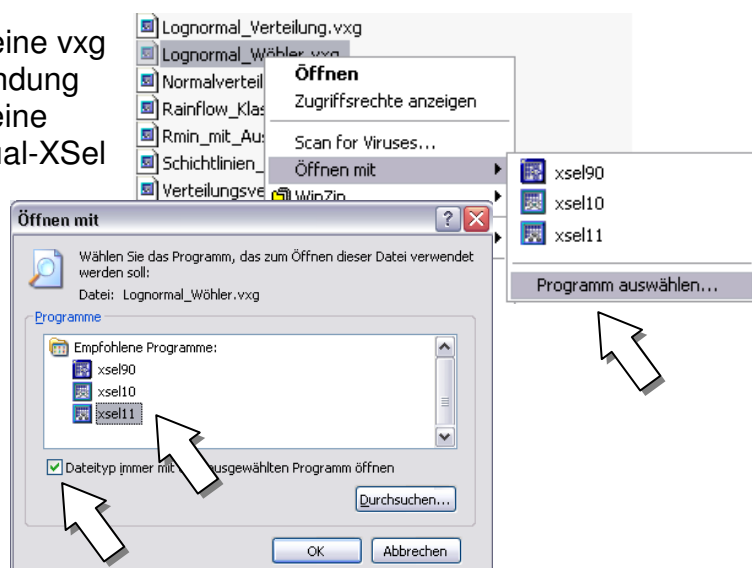 eine vxg
ndung
eine
ual-XSel
Lognormal_Verteilung.vxg
Lognormal_Wöhler.vxg
Normalverteil
Rainflow_Klas
Rmin_mit_Au
Schichtlinien_
Verteilungsve
Öffnen
Zugriffsrechte anzeigen
Scan for Viruses...
Öffnen mit
WinZip
xsel90
xsel10
xsel11
Programm auswählen...
Öffnen mit
Wählen Sie das Programm, das zum Öffnen dieser Datei verwendet
werden soll:
Datei: Lognormal_Wöhler.vxg
Programme
Empfohlene Programme:
xsel90
xsel10
xsel11
Dateityp immer mit ausgewählten Programm öffnen
Durchsuchen...
OK
Abbrechen